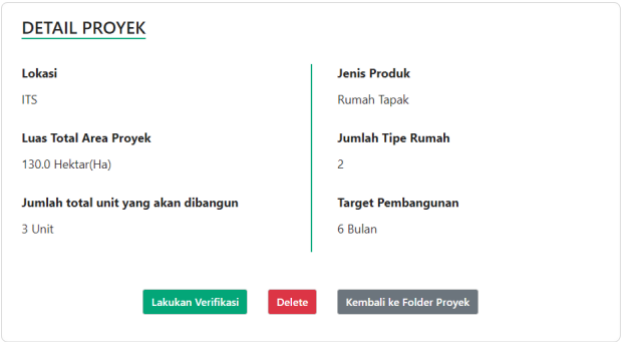 DETAIL PROYEK
Lokasi
ITS
Luas Total Area Proyek
130.0 Hektar(Ha)
Jumlah total unit yang akan dibangun
3 Unit
Jenis Produk
Rumah Tapak
Jumlah Tipe Rumah
2
Target Pembangunan
6 Bulan
Lakukan Verifikasi
Delete
Kembali ke Folder Proyek